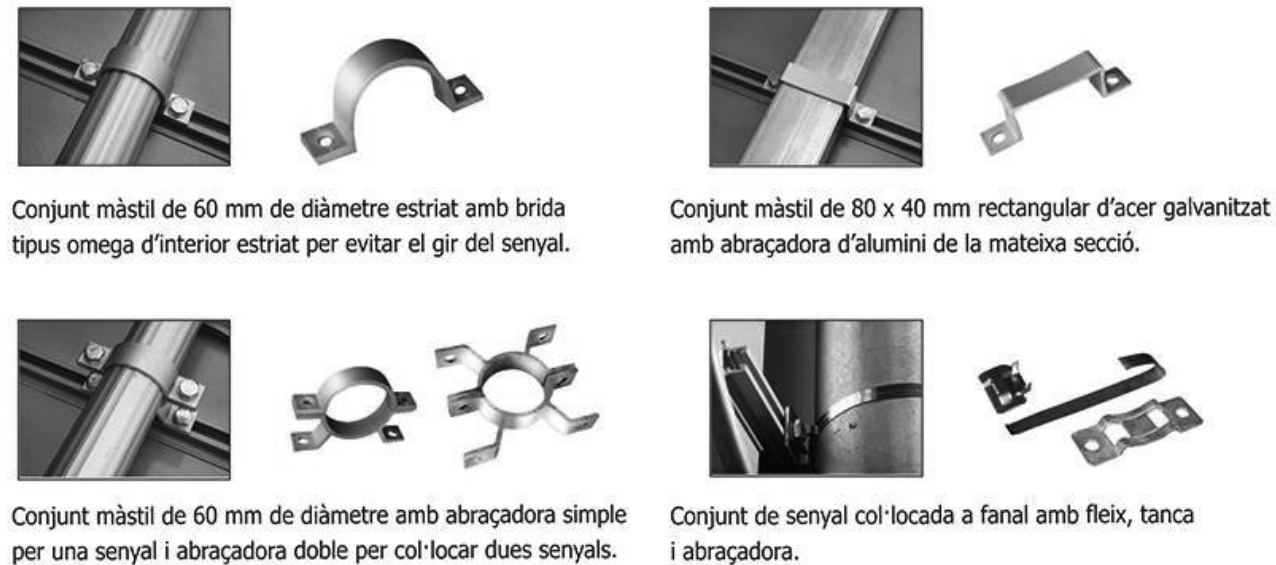 Conjunt màstil de 60 mm de diàmetre estriat amb brida
tipus omega d'interior estriat per evitar el gir del senyal.
Conjunt màstil de 80 x 40 mm rectangular d'acer galvanitzat
amb abraçadora d'alumini de la mateixa secció.
Conjunt màstil de 60 mm de diàmetre amb abraçadora simple
per una senyal i abraçadora doble per col·locar dues senyals.
Conjunt de senyal col·locada a fanal amb fleix, tanca
i abraçadora.